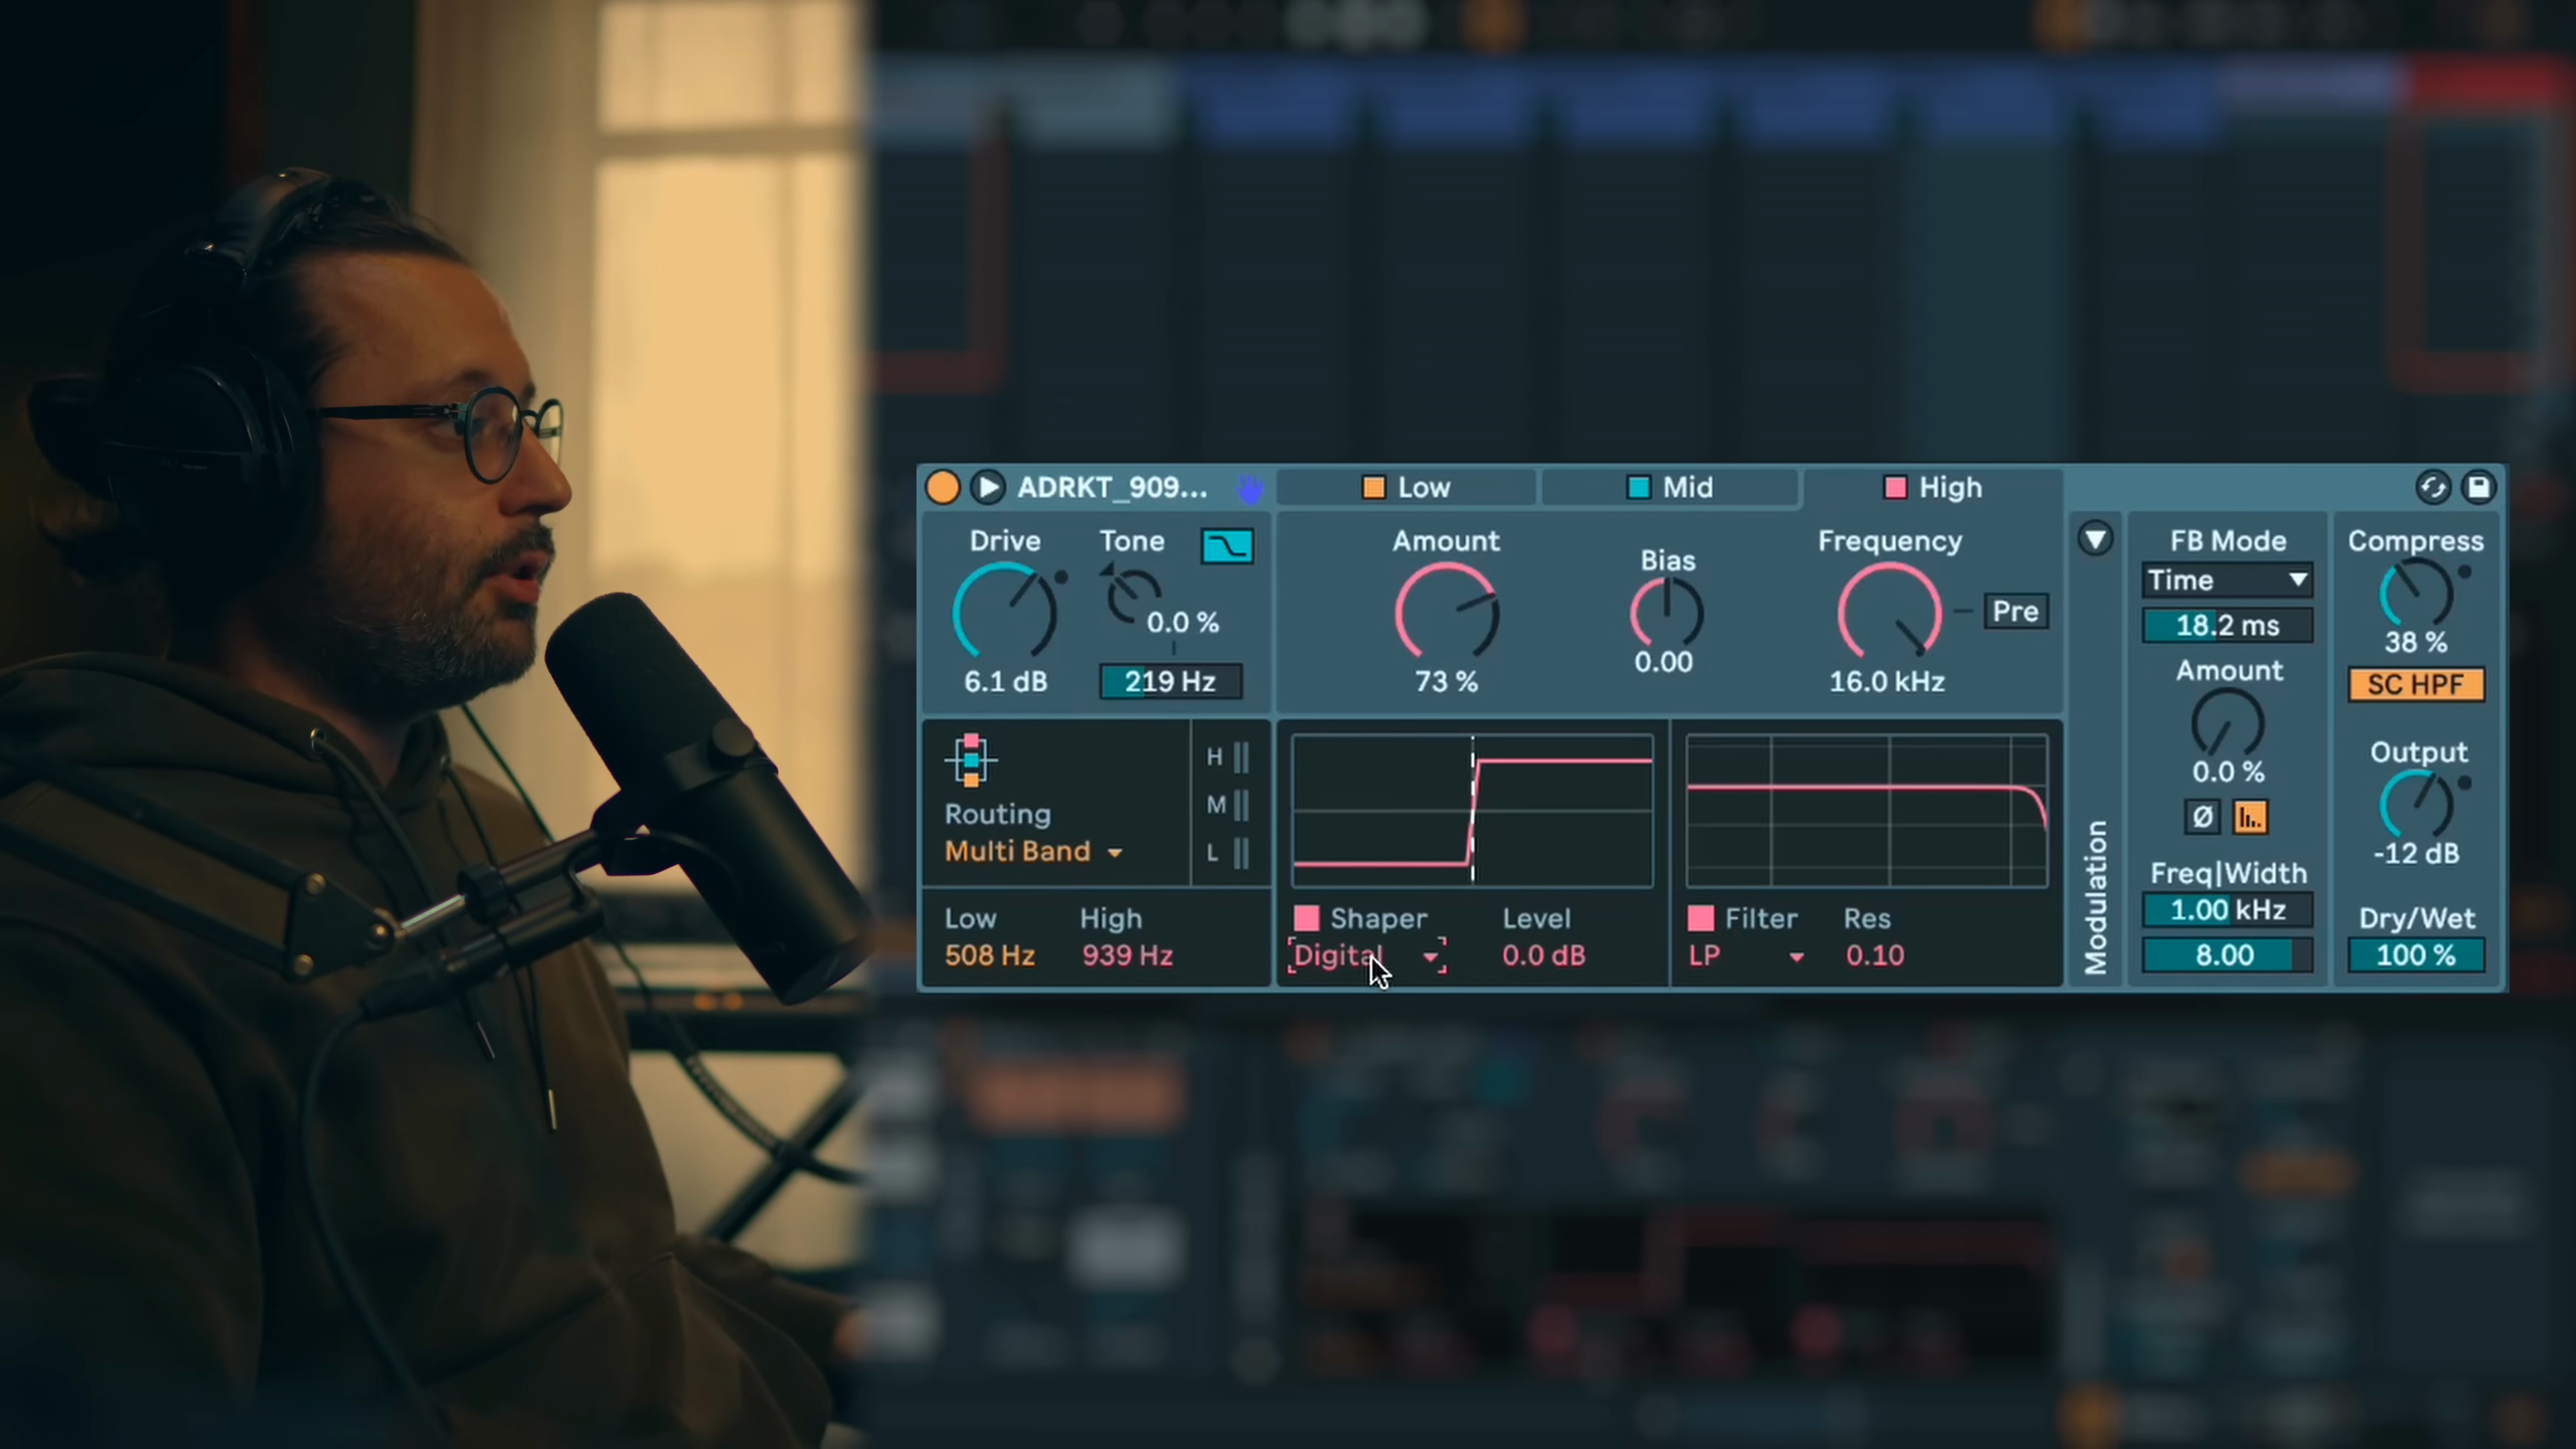 ADRKT_909...
Low
Mid
High
Drive
6.1 dB
Tone
0.0 %
219 Hz
Amount
73 %
Bias
0.00
Frequency
16.0 kHz
Pre
Routing
Multi Band
H
M
L
Low
508 Hz
High
939 Hz
Shaper
Digital
Level
0.0 dB
Filter
LP
Res
0.10
Modulation
FB Mode
Time
18.2 ms
Amount
0.0 %
Ø
Freq|Width
1.00 kHz
8.00
Compress
38 %
SC HPF
Output
-12 dB
Dry/Wet
100 %